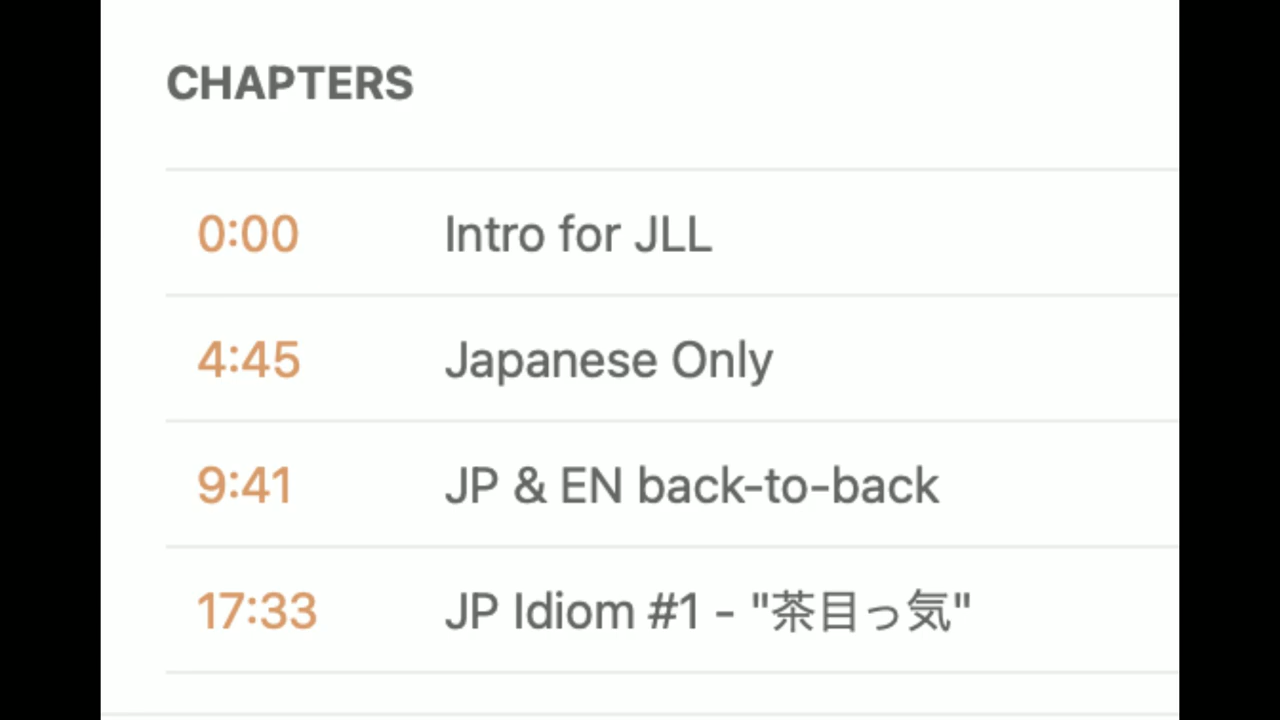 CHAPTERS
0:00 Intro for JLL
4:45 Japanese Only
9:41 JP & EN back-to-back
17:33 JP Idiom #1 - "茶目っ気"